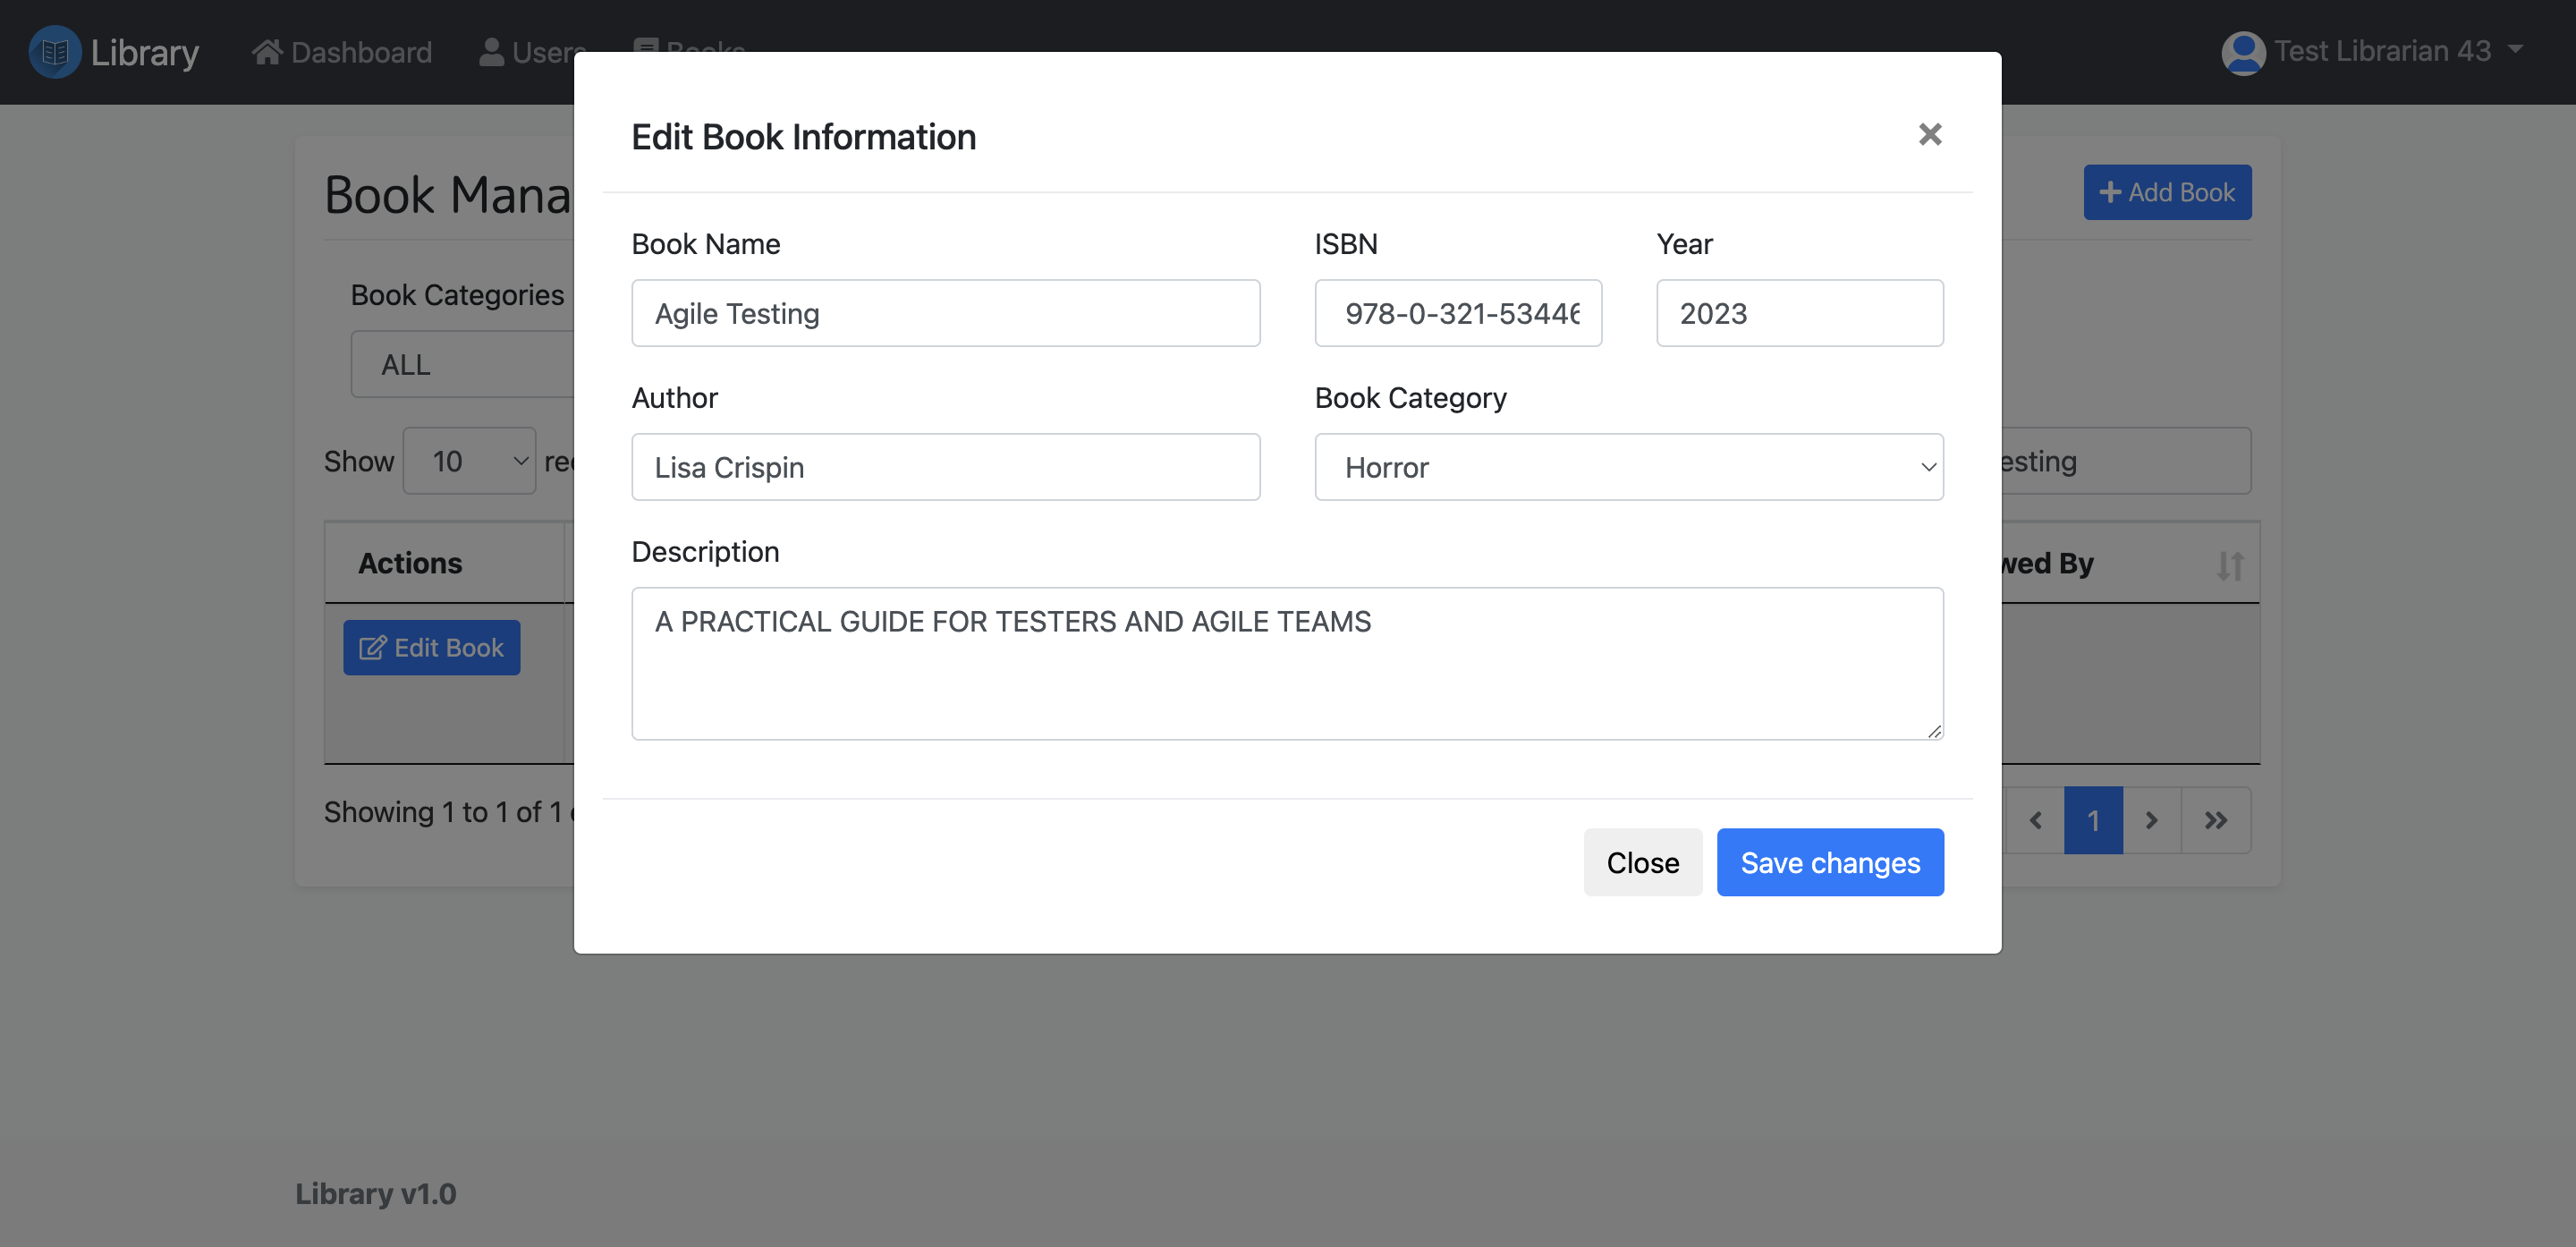 Library Dashboard Users Books Test Librarian 43
Edit Book Information
Book Mana
Add Book
Book Name ISBN Year
Book Categories
Agile Testing 978-0-321-53446 2023
ALL
Author Book Category
Show 10
Lisa Crispin Horror
esting
Description
Actions
wed By
A PRACTICAL GUIDE FOR TESTERS AND AGILE TEAMS
Edit Book
Showing 1 to 1 of 1
1
Close Save changes
Library v1.0